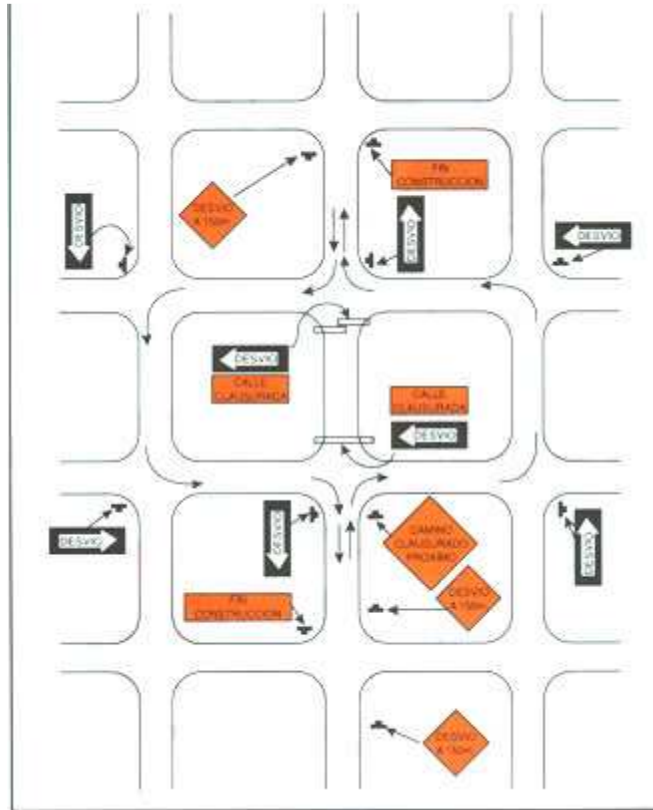 FIN
CONSTRUCCION
DESVIO
A 150m
DESVIO
DESVIO
DESVIO
DESVIO
CALLE
CLAUSURADA
CALLE
CLAUSURADA
DESVIO
DESVIO
DESVIO
CAMINO
CLAUSURADO
PROXIMO
DESVIO
DESVIO
A 150m
FIN
CONSTRUCCION
DESVIO
A 150m